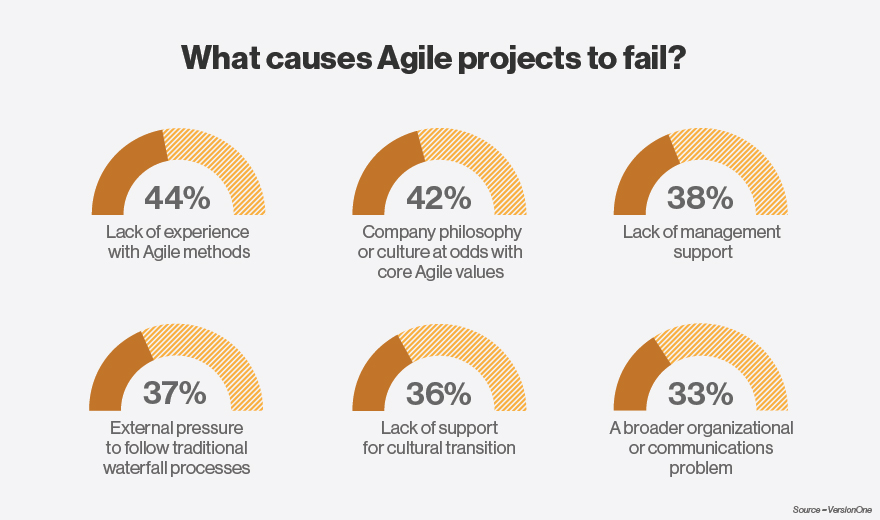 What causes Agile projects to fail?
44%
Lack of experience
with Agile methods
42%
Company philosophy
or culture at odds with
core Agile values
38%
Lack of management
support
37%
External pressure
to follow traditional
waterfall processes
36%
Lack of support
for cultural transition
33%
A broader organizational
or communications
problem
Source – VersionOne